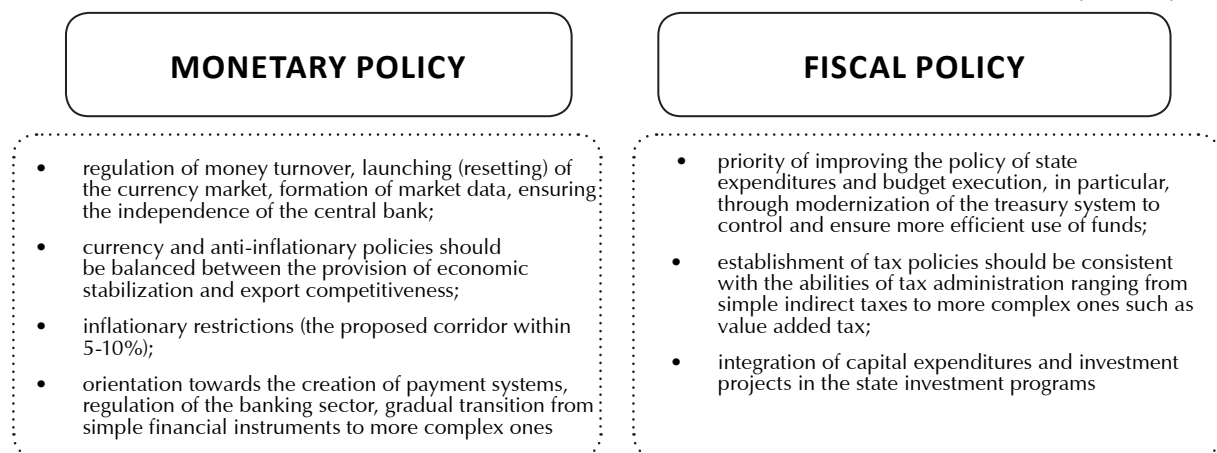 MONETARY POLICY
• regulation of money turnover, launching (resetting) of
the currency market, formation of market data, ensuring
the independence of the central bank;
• currency and anti-inflationary policies should
be balanced between the provision of economic
stabilization and export competitiveness;
• inflationary restrictions (the proposed corridor within
5-10%);
• orientation towards the creation of payment systems,
regulation of the banking sector, gradual transition from
simple financial instruments to more complex ones
FISCAL POLICY
• priority of improving the policy of state
expenditures and budget execution, in particular,
through modernization of the treasury system to
control and ensure more efficient use of funds;
• establishment of tax policies should be consistent
with the abilities of tax administration ranging from
simple indirect taxes to more complex ones such as
value added tax;
• integration of capital expenditures and investment
projects in the state investment programs